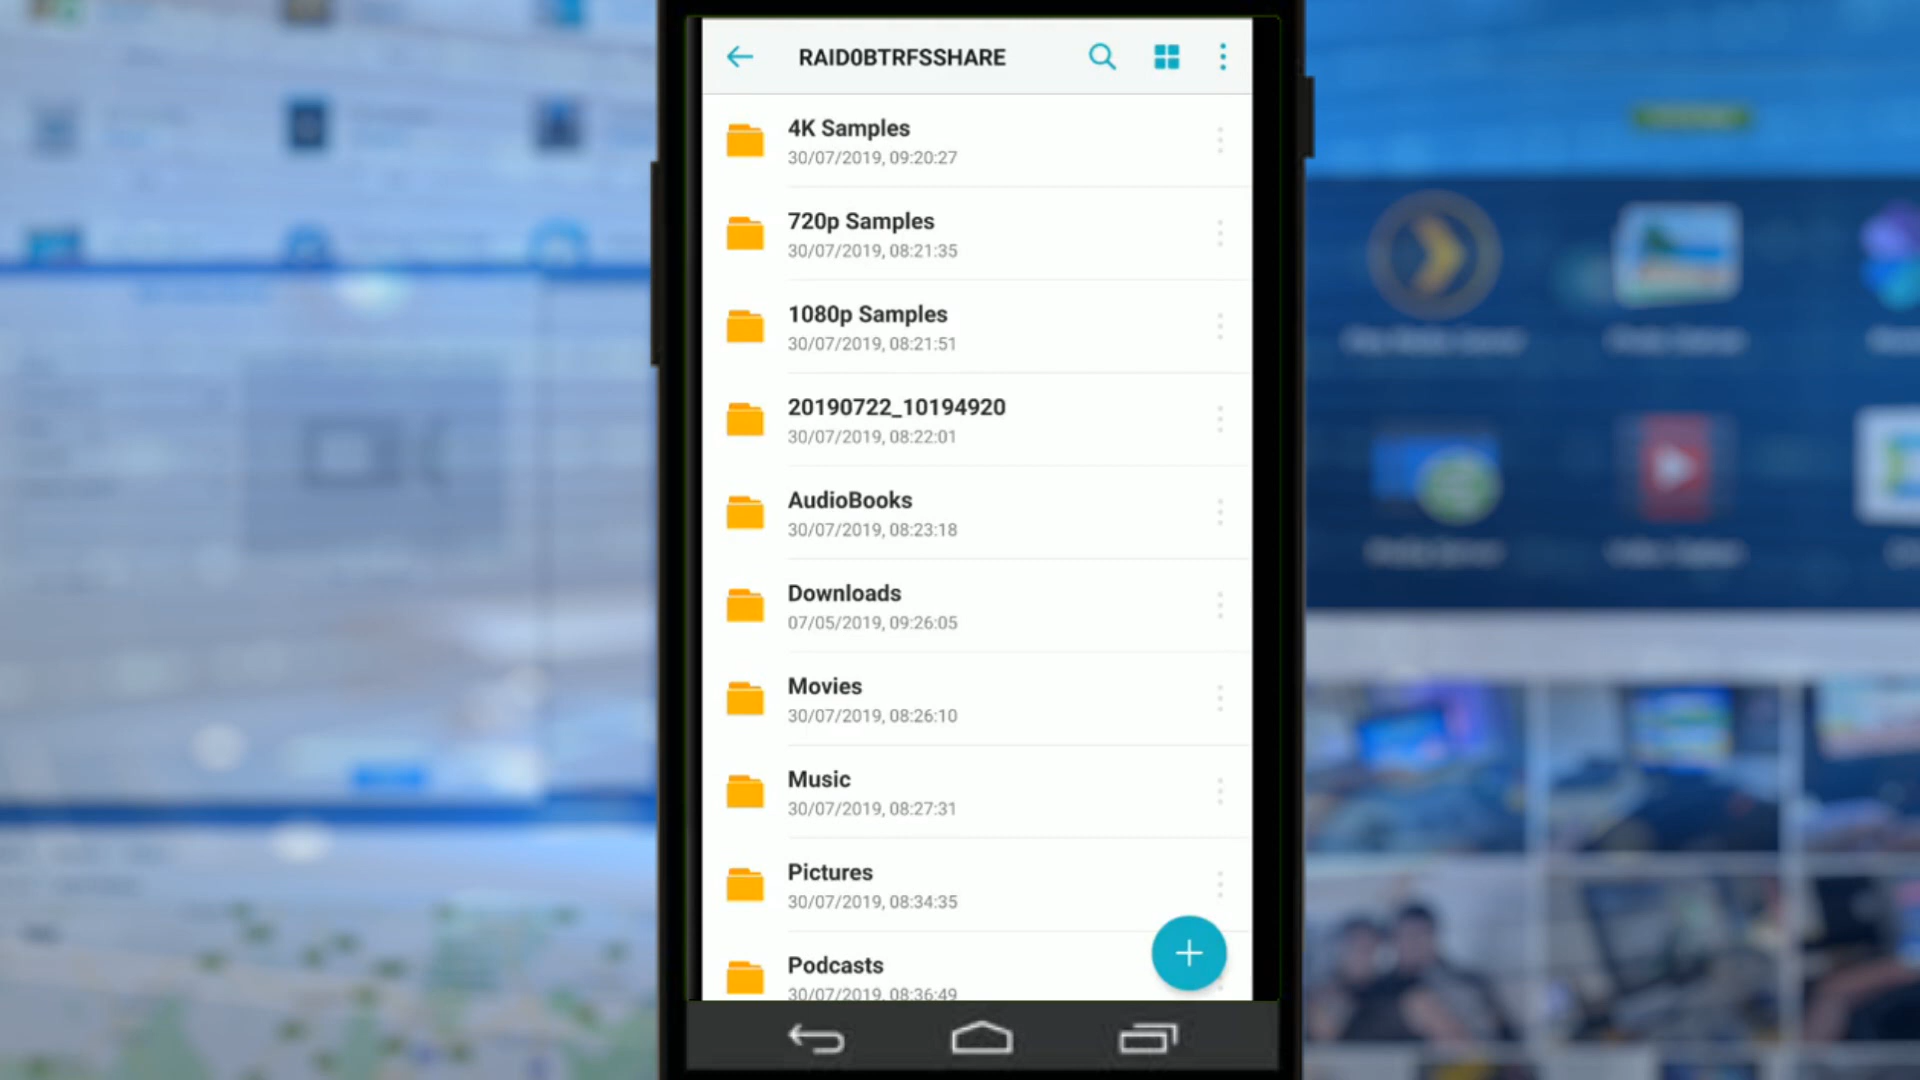 RAID0BTRFSSHARE
4K Samples
30/07/2019, 09:20:27
720p Samples
30/07/2019, 08:21:35
1080p Samples
30/07/2019, 08:21:51
20190722_10194920
30/07/2019, 08:22:01
AudioBooks
30/07/2019, 08:23:18
Downloads
07/05/2019, 09:26:05
Movies
30/07/2019, 08:26:10
Music
30/07/2019, 08:27:31
Pictures
30/07/2019, 08:34:35
Podcasts
30/07/2019, 08:36:49